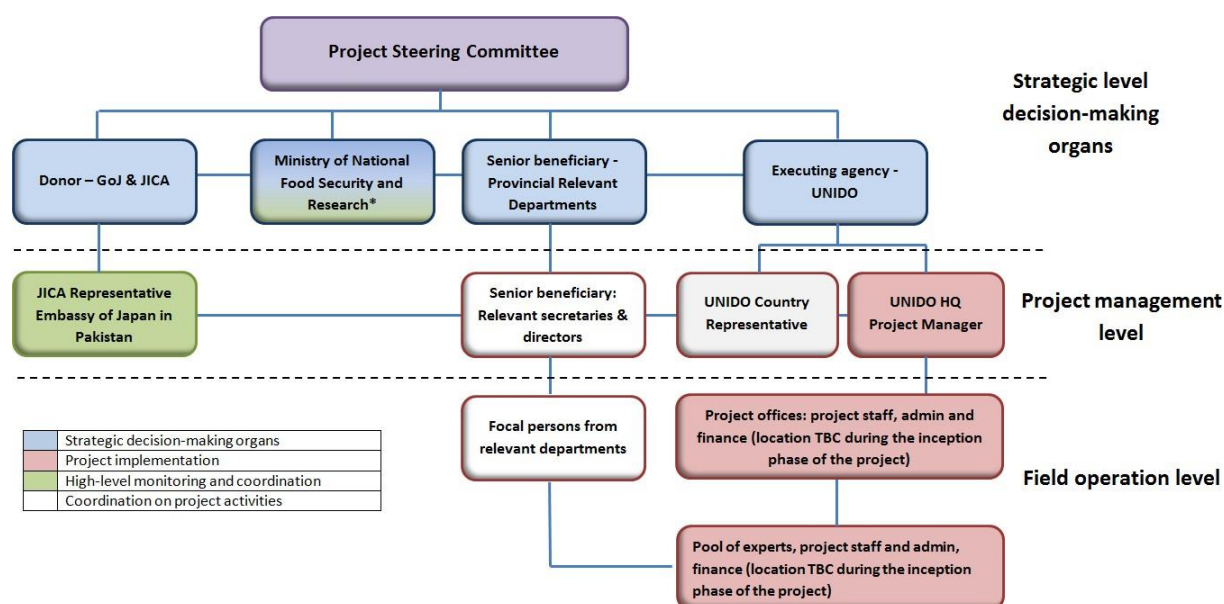 Project Steering Committee
Strategic level
decision-making
organs
Donor – GoJ & JICA
Ministry of National
Food Security and
Research*
Senior beneficiary -
Provincial Relevant
Departments
Executing agency -
UNIDO
JICA Representative
Embassy of Japan in
Pakistan
Senior beneficiary:
Relevant secretaries &
directors
UNIDO Country
Representative
UNIDO HQ
Project Manager
Project management
level
Focal persons from
relevant departments
Project offices: project staff, admin and
finance (location TBC during the inception
phase of the project)
Field operation level
Strategic decision-making organs
Project implementation
High-level monitoring and coordination
Coordination on project activities
Pool of experts, project staff and admin,
finance (location TBC during the inception
phase of the project)